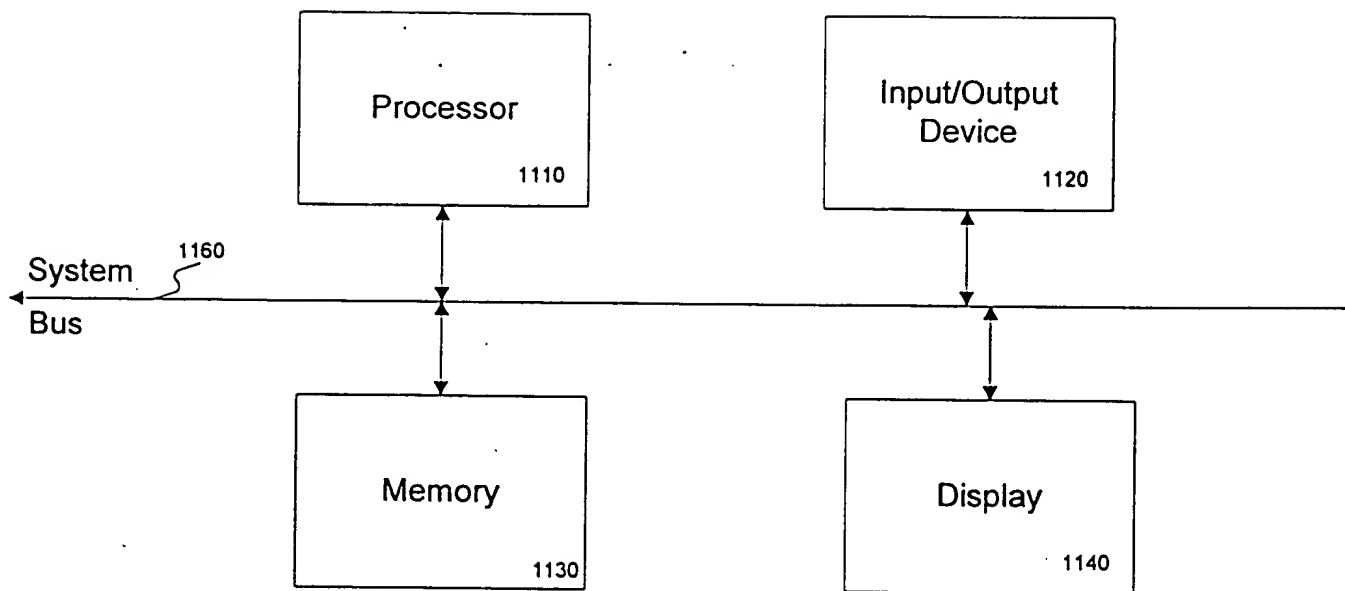 Processor
1110
Input/Output
Device
1120
System
1160
Bus
Memory
1130
Display
1140